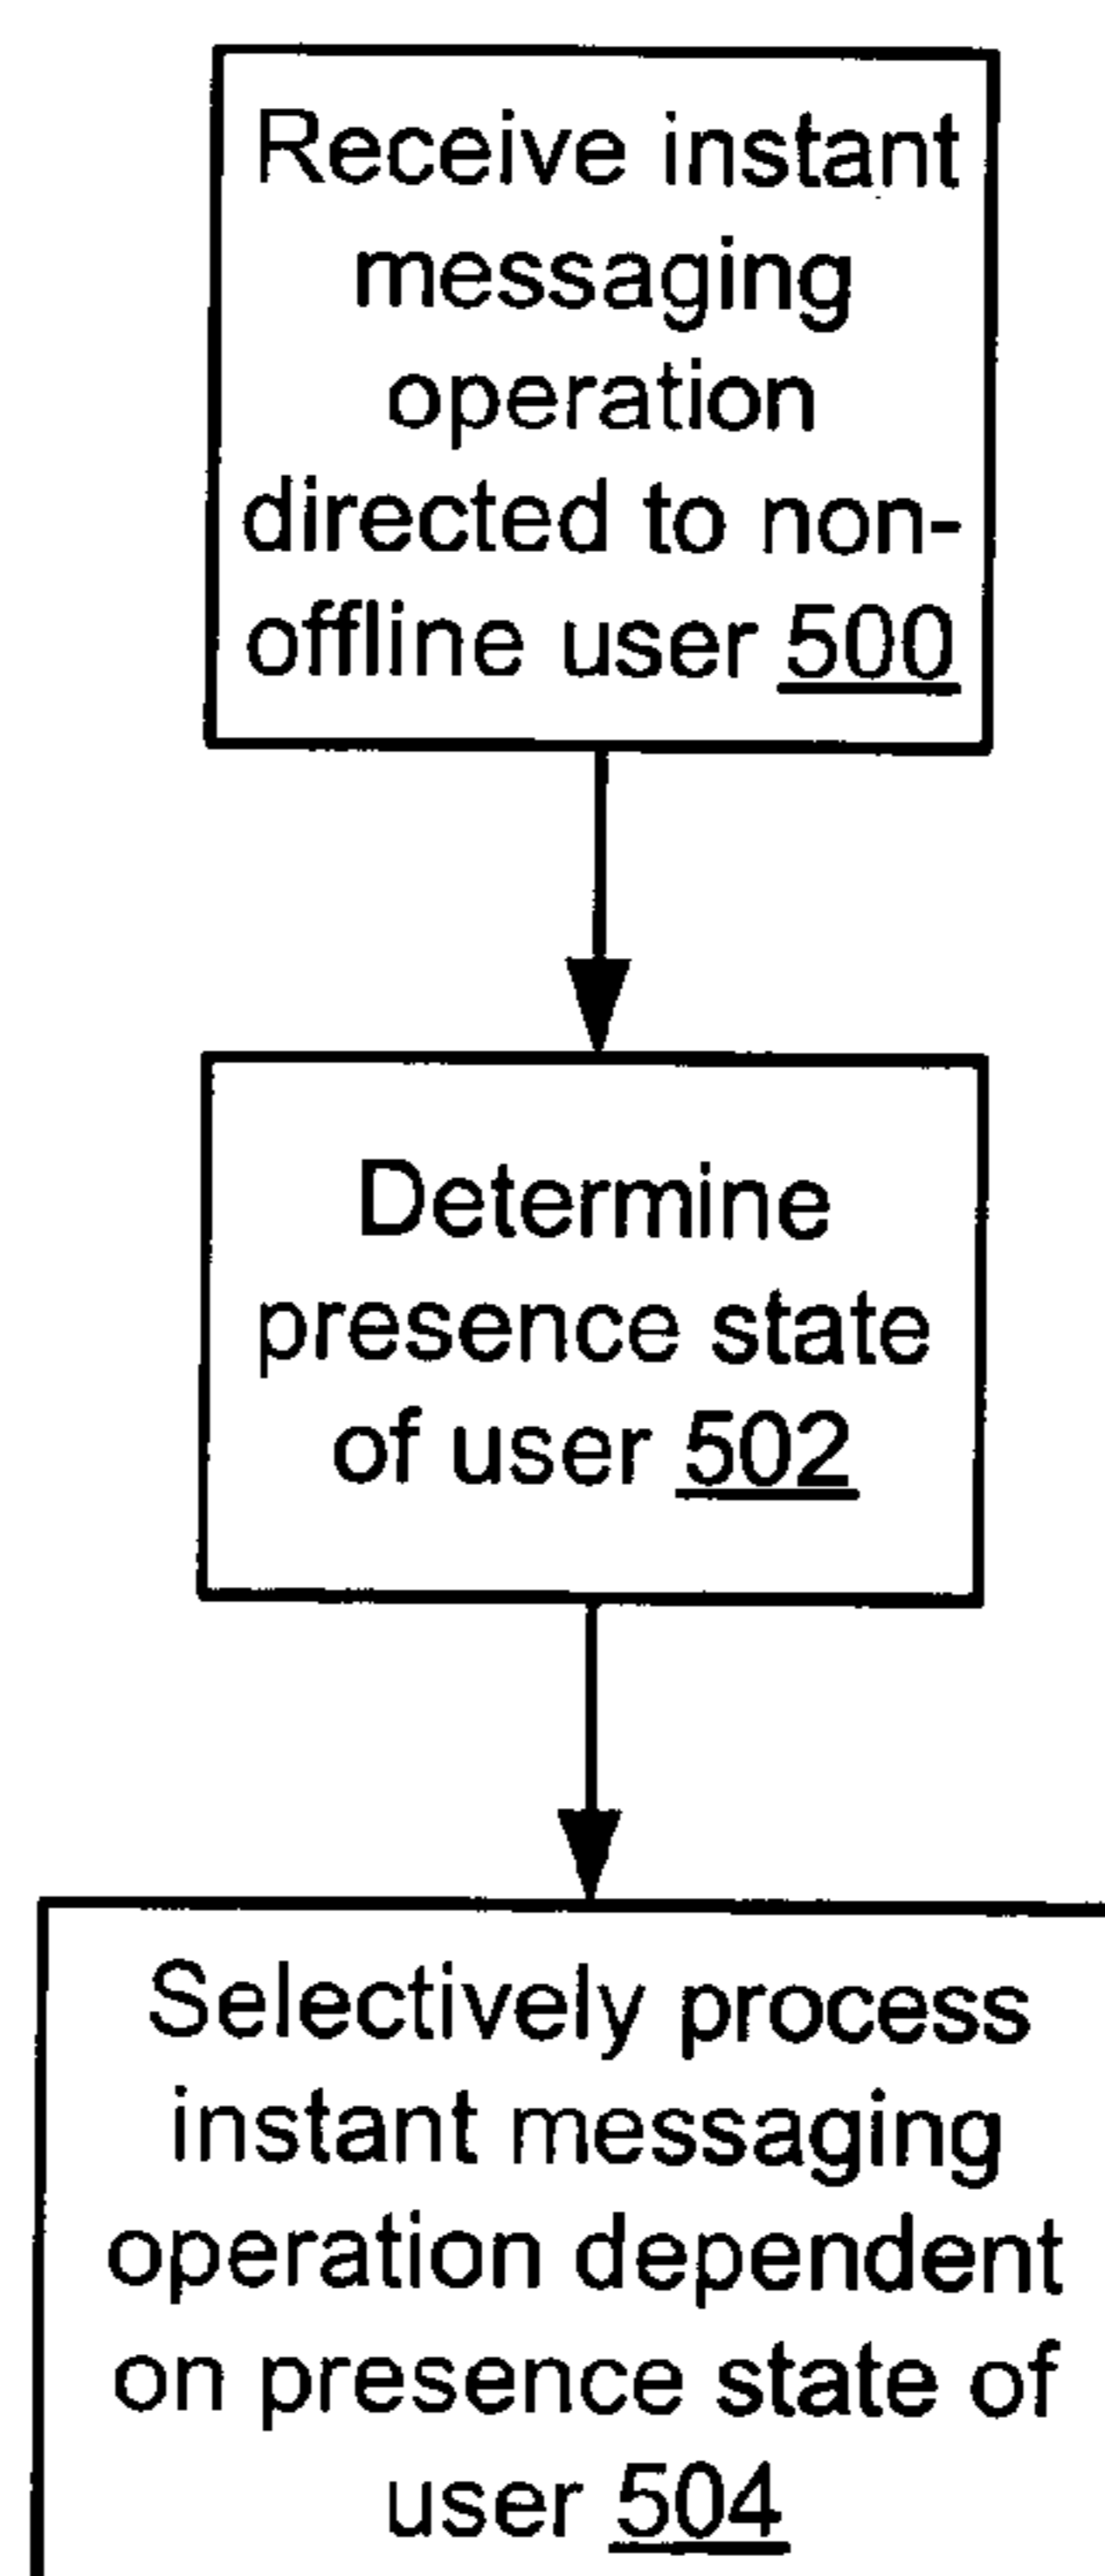 Receive instant
messaging
operation
directed to non-
offline user 500
Determine
presence state
of user 502
Selectively process
instant messaging
operation dependent
on presence state of
user 504